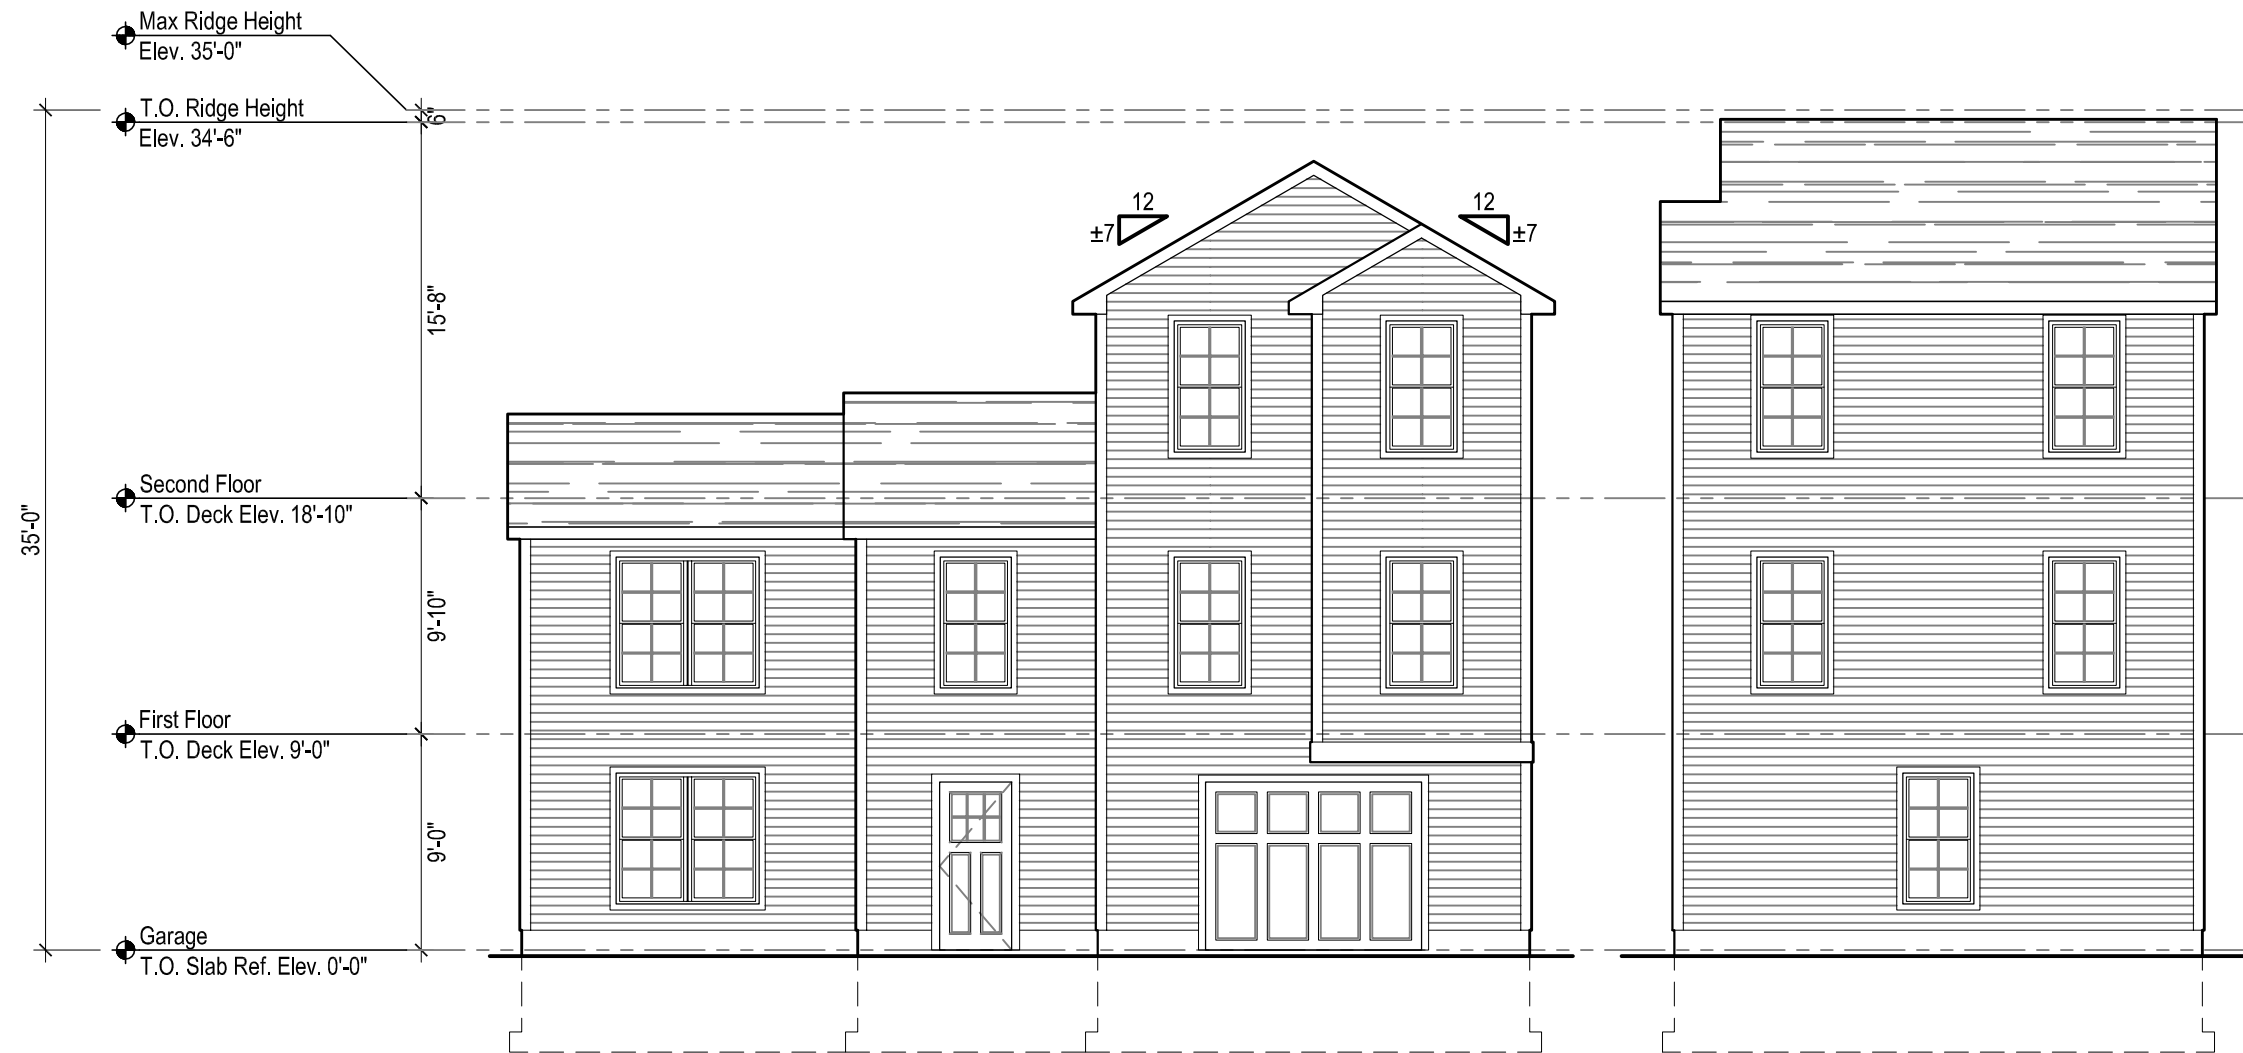 Max Ridge Height
Elev. 35'-0"
T.O. Ridge Height
Elev. 34'-6"
6"
12
±7
12
±7
15'-8"
Second Floor
T.O. Deck Elev. 18'-10"
35'-0"
9'-10"
First Floor
T.O. Deck Elev. 9'-0"
9'-0"
Garage
T.O. Slab Ref. Elev. 0'-0"